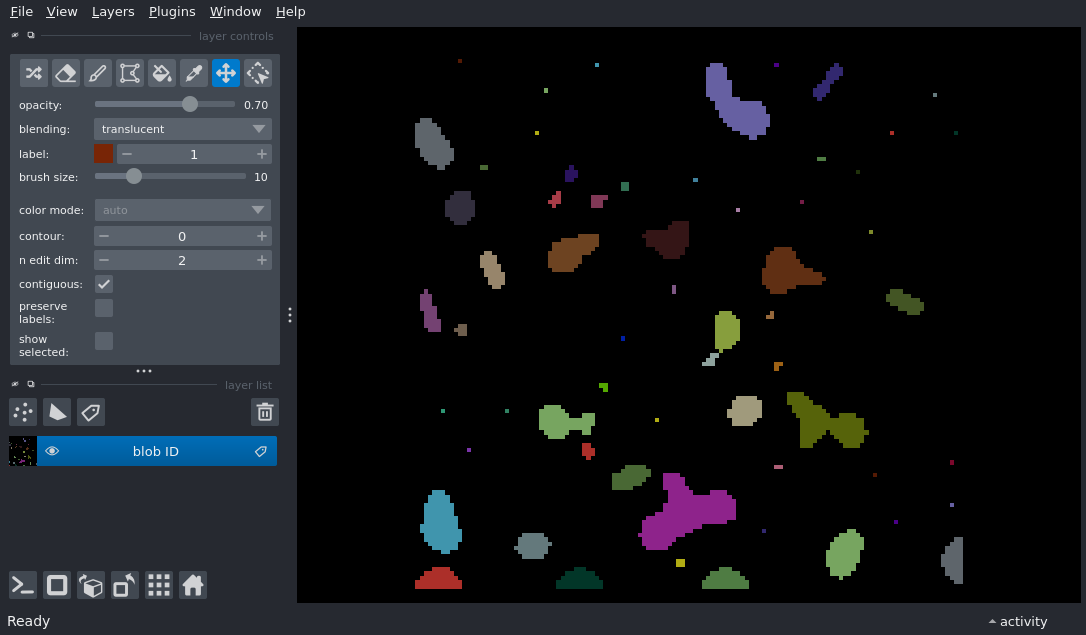 File View Layers Plugins Window Help
layer controls
opacity: 0.70
blending: translucent
label: 1
brush size: 10
color mode: auto
contour: 0
n edit dim: 2
contiguous:
preserve
labels:
show
selected:
layer list
blob ID
Ready
activity